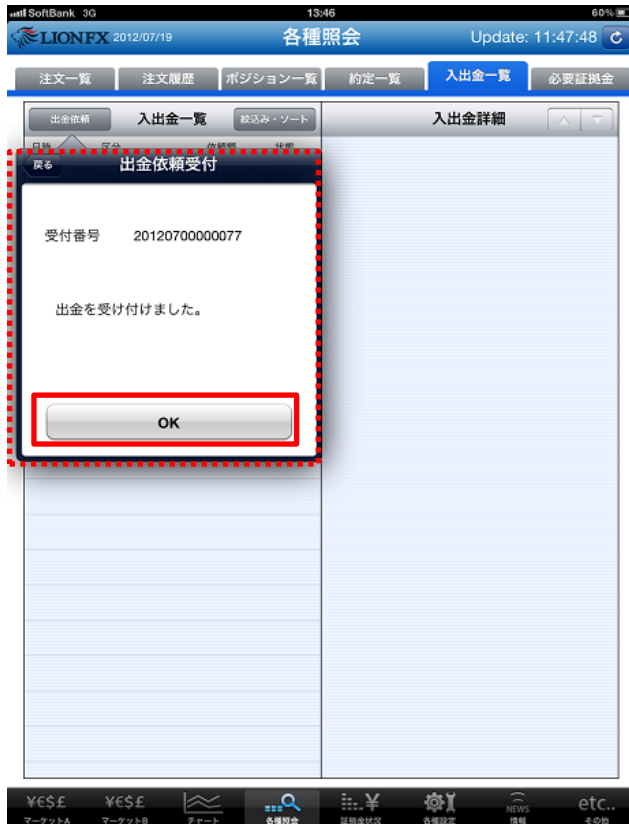 SoftBank 3G 13:46 60%
LIONFX 2012/07/19 各種照会 Update: 11:47:48
注文一覧 注文履歴 ポジション一覧 約定一覧 入出金一覧 必要証拠金
出金依頼 入出金一覧 絞込み・ソート 入出金詳細
戻る 出金依頼受付
受付番号 20120700000077
出金を受け付けました。
OK
¥€$£ ¥€$£ ¥ NEWS etc..
マーケットA マーケットB チャート 各種照会 証拠金状況 各種設定 情報 その他